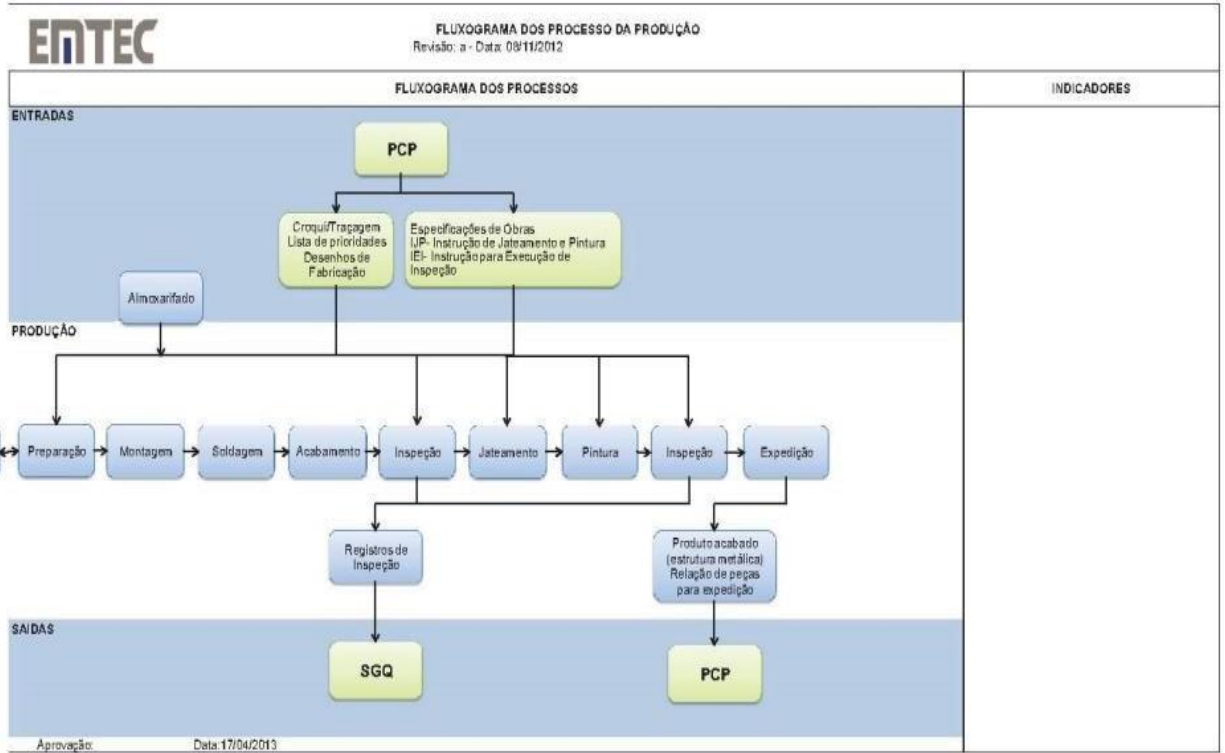 EMTEC
FLUXOGRAMA DOS PROCESSO DA PRODUÇÃO
Revisão: a - Data: 08/11/2012
FLUXOGRAMA DOS PROCESSOS
INDICADORES
ENTRADAS
PCP
Croqui/Traçagem
Lista de prioridades
Desenhos de
Fabricação
Especificações de Obras
IJP- Instrução de Jateamento e Pintura
IEI- Instrução para Execução de
Inspeção
Almoxarifado
PRODUÇÃO
Preparação
Montagem
Soldagem
Acabamento
Inspeção
Jateamento
Pintura
Inspeção
Expedição
Registros de
Inspeção
Produto acabado
(estrutura metálica)
Relação de peças
para expedição
SAIDAS
SGQ
PCP
Aprovação: Data:17/04/2013